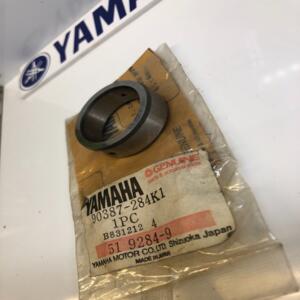 YAMA
GENUINE
YAMAHA
90387-284K1
1PC
B831212 4
51 9284-9
YAMAHA MOTOR CO.,LTD Shizuoka, Japan
MADE IN JAPAN